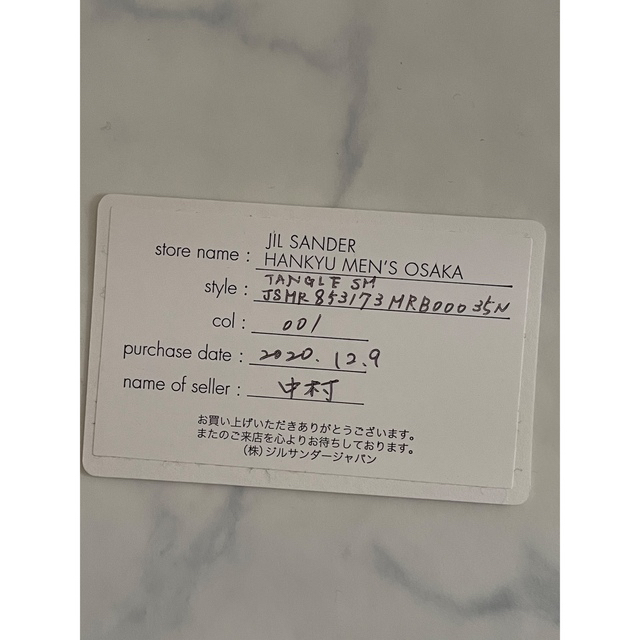 JIL SANDER
store name : HANKYU MEN'S OSAKA
TANGLE SM
style : JSMR853173MRB00035N
col : 001
purchase date : 2020.12.9
name of seller : 中村
お買い上げいただきありがとうございます。
またのご来店を心よりお待ちしております。
(株)ジルサンダージャパン